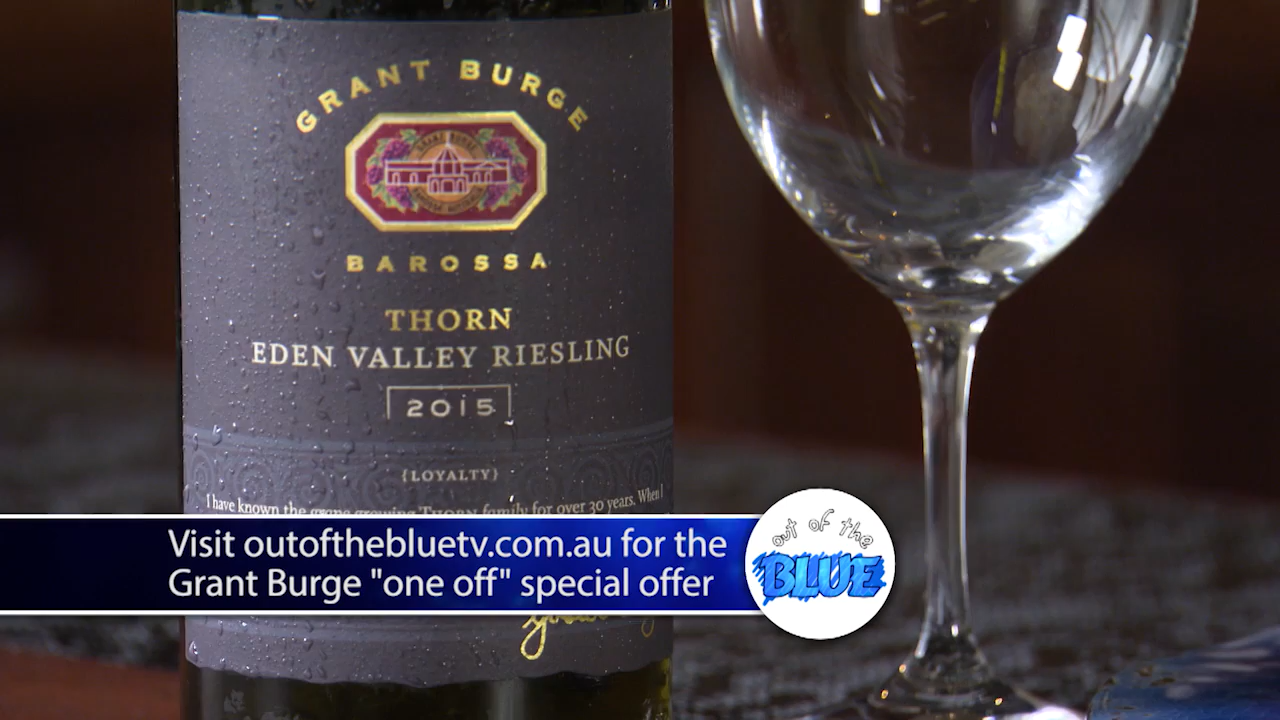 GRANT BURGE
BAROSSA
THORN
EDEN VALLEY RIESLING
2015
{LOYALTY}
I have known the grape growing THORN family for over 30 years. When I
Visit outofthebluetv.com.au for the
Grant Burge "one off" special offer
out of the
BLUE